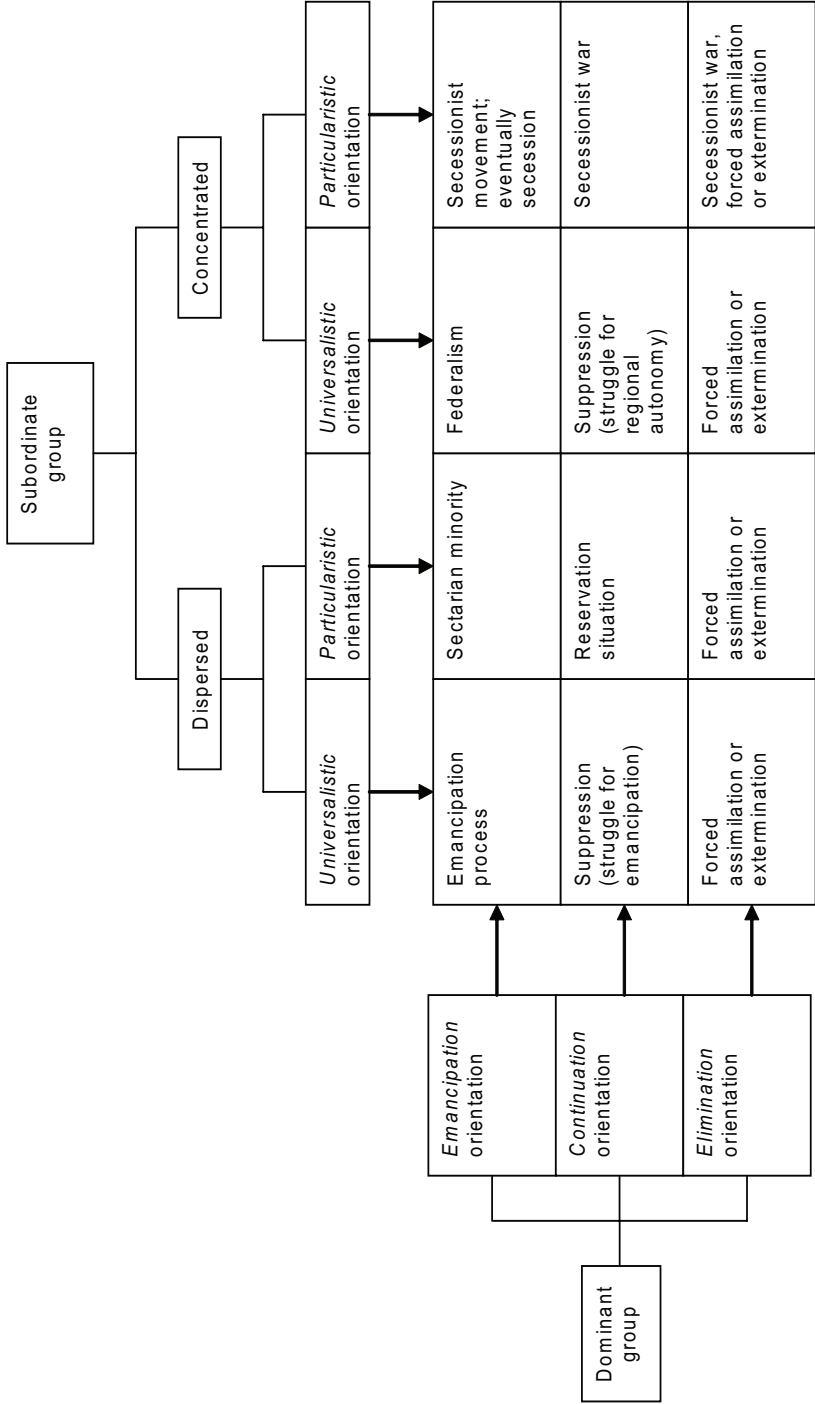 Subordinate
group
Dispersed
Concentrated
Universalistic
orientation
Particularistic
orientation
Universalistic
orientation
Particularistic
orientation
Dominant
group
Emancipation
orientation
Emancipation
process
Sectarian minority
Federalism
Secessionist
movement;
eventually
secession
Continuation
orientation
Suppression
(struggle for
emancipation)
Reservation
situation
Suppression
(struggle for
regional
autonomy)
Secessionist war
Elimination
orientation
Forced
assimilation or
extermination
Forced
assimilation or
extermination
Forced
assimilation or
extermination
Secessionist war,
forced assimilation
or extermination